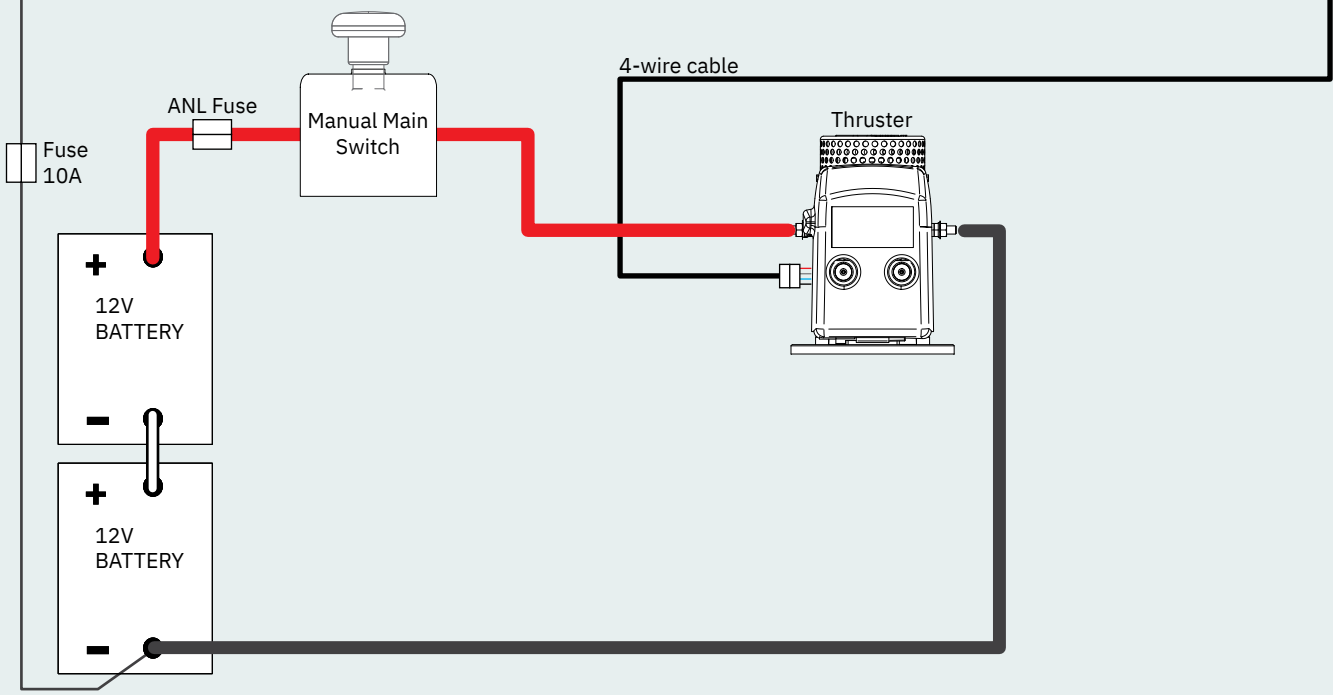 4-wire cable
ANL Fuse
Manual Main
Switch
Thruster
Fuse
10A
+
12V
BATTERY
-
+
12V
BATTERY
-